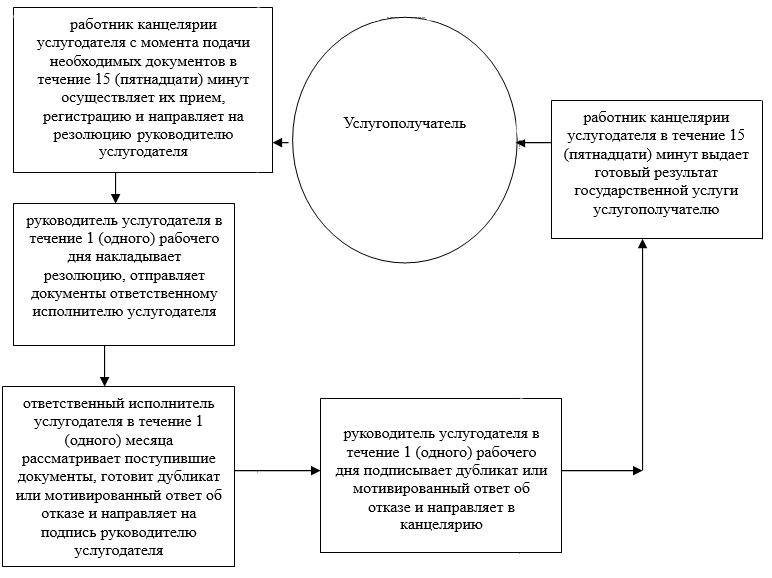 работник канцелярии
услугодателя с момента подачи
необходимых документов в
течение 15 (пятнадцати) минут
осуществляет их прием,
регистрацию и направляет на
резолюцию руководителю
услугодателя
Услугополучатель
работник канцелярии
услугодателя в течение 15
(пятнадцати) минут выдает
готовый результат
государственной услуги
услугополучателю
руководитель услугодателя в
течение 1 (одного) рабочего
дня накладывает
резолюцию, отправляет
документы ответственному
исполнителю услугодателя
ответственный исполнитель
услугодателя в течение 1
(одного) месяца
рассматривает поступившие
документы, готовит дубликат
или мотивированный ответ об
отказе и направляет на
подпись руководителю
услугодателя
руководитель услугодателя в
течение 1 (одного) рабочего
дня подписывает дубликат или
мотивированный ответ об
отказе и направляет в
канцелярию